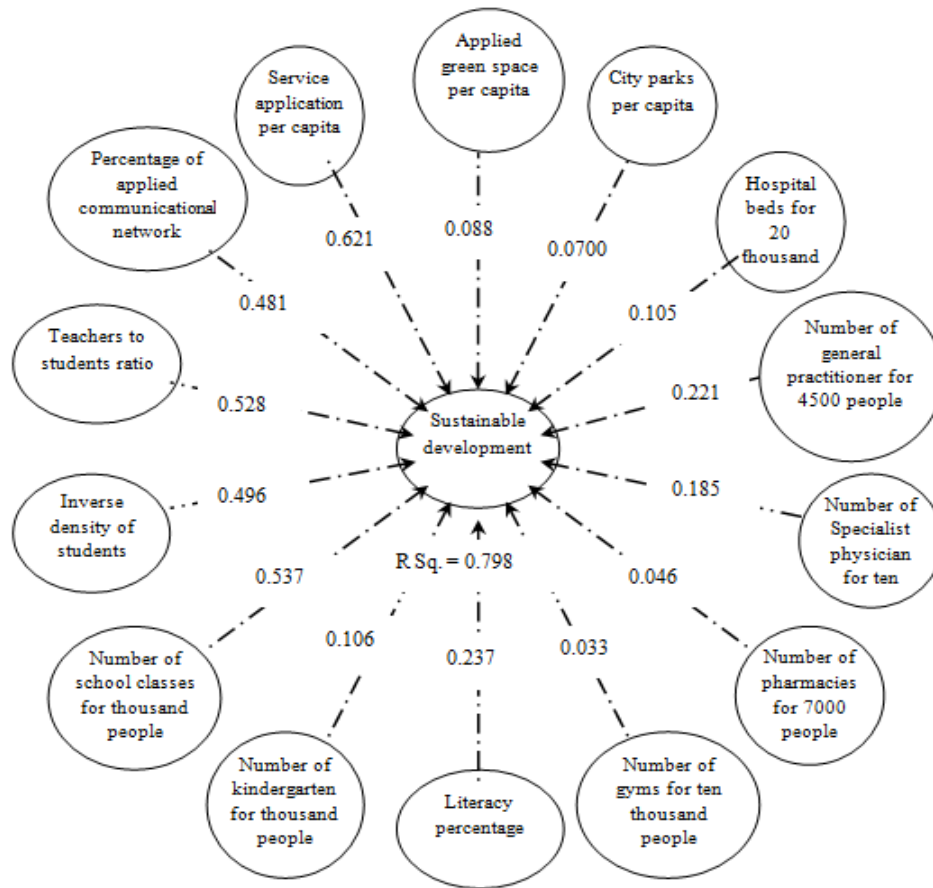 Applied
green space
per capita
Service
application
per capita
City parks
per capita
Percentage of
applied
communicational
network
Hospital
beds for
20
thousand
0.621
0.088
0.0700
0.481
0.105
Teachers to
students ratio
Number of
general
practitioner for
4500 people
0.528
0.221
Sustainable
development
0.496
0.185
Inverse
density of
students
Number of
Specialist
physician
for ten
R Sq. = 0.798
0.537
0.046
0.106
0.237
0.033
Number of
school classes
for thousand
people
Number of
pharmacies
for 7000
people
Number of
kindergarten
for thousand
people
Literacy
percentage
Number of
gyms for ten
thousand
people